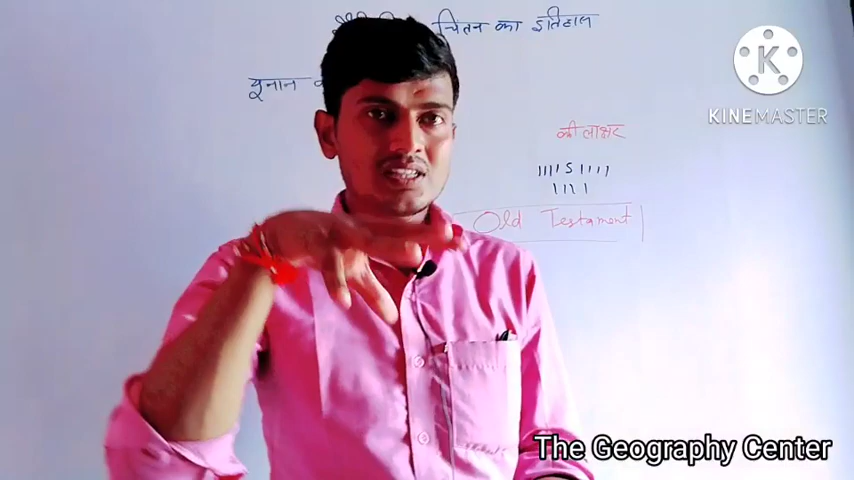 चिंतन का इतिहास
यूनान
कीलाक्षर
Old Testament
K
KINEMASTER
The Geography Center